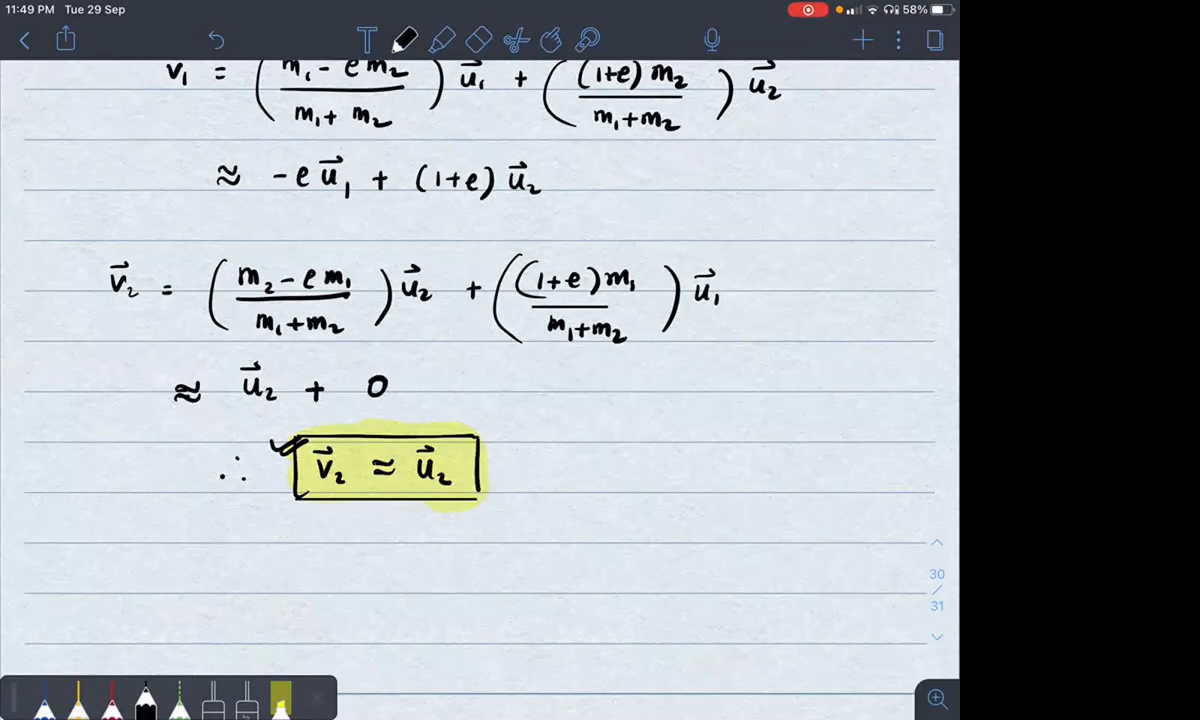 11:49 PM Tue 29 Sep 58%
v₁ = ( (m₁ - e m₂) / (m₁ + m₂) ) u⃗₁ + ( ((1+e) m₂) / (m₁+m₂) ) u⃗₂
≈ -e u⃗₁ + (1+e) u⃗₂
v⃗₂ = ( (m₂ - e m₁) / (m₁+m₂) ) u⃗₂ + ( ((1+e) m₁) / (m₁+m₂) ) u⃗₁
≈ u⃗₂ + 0
∴ v⃗₂ ≈ u⃗₂
30
/
31